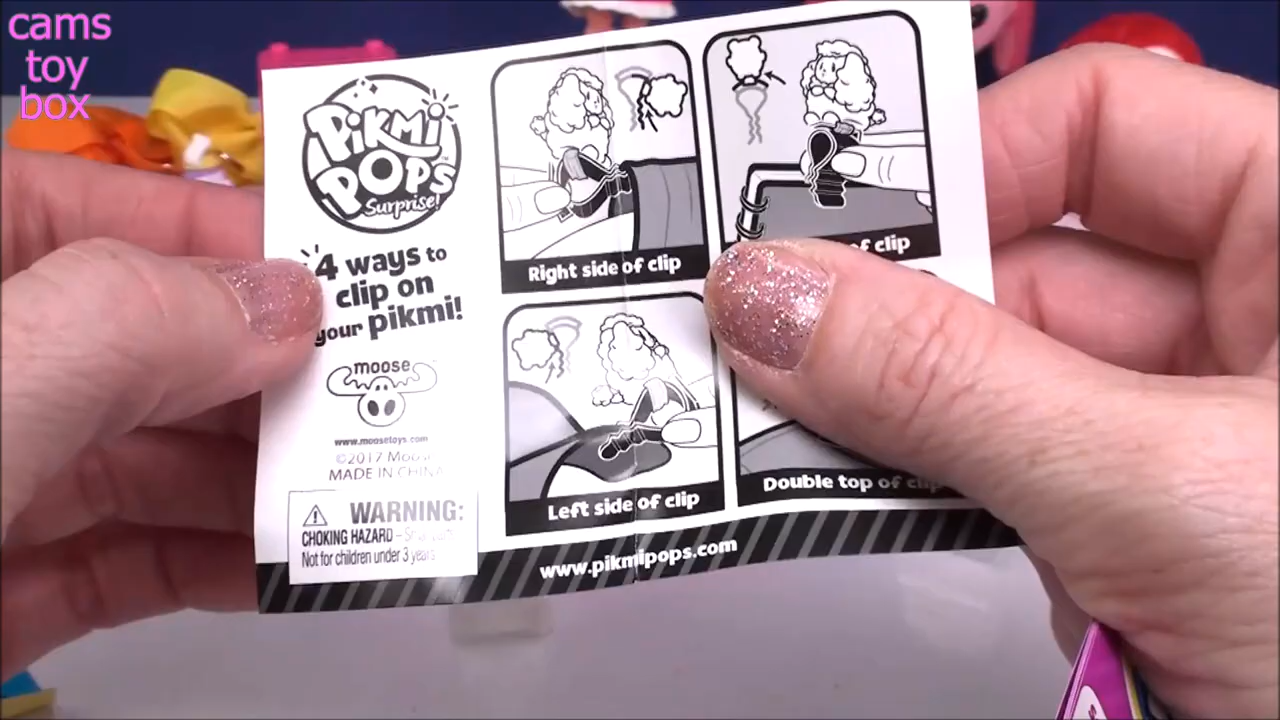 cams
toy
box
PiKMi
POPS
Surprise!
4 ways to
clip on
your pikmi!
moose
www.moosetoys.com
©2017 Moose
MADE IN CHINA
WARNING:
CHOKING HAZARD – Small parts.
Not for children under 3 years
Right side of clip
of clip
Left side of clip
Double top of clip
www.pikmipops.com